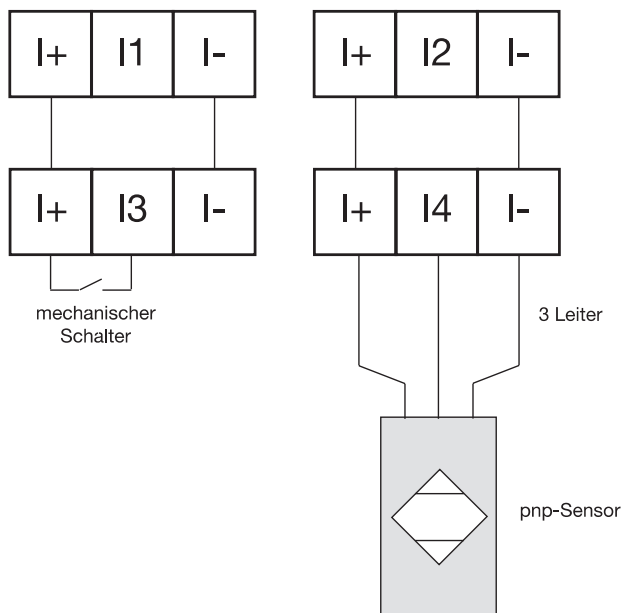 I+ I1 I- I+ I2 I-
I+ I3 I- I+ I4 I-
mechanischer
Schalter
3 Leiter
pnp-Sensor